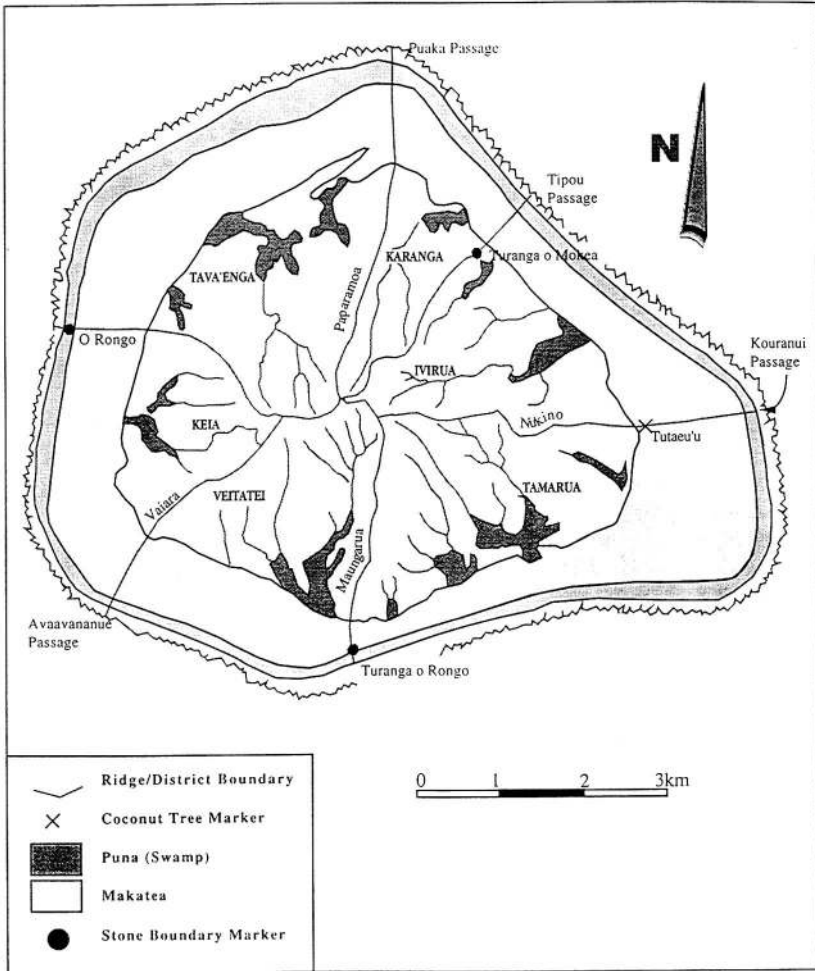 Puaka Passage
N
Tipou
Passage
KARANGA
Turanga o Mokea
TAVA'ENGA
Paparamoa
O Rongo
Kouranui
Passage
IVIRUA
Nukino
KEIA
Tutaeu'u
TAMARUA
VEITATEI
Vaiara
Maungarua
Avaavananue
Passage
Turanga o Rongo
Ridge/District Boundary
Coconut Tree Marker
Puna (Swamp)
Makatea
Stone Boundary Marker
0 1 2 3km